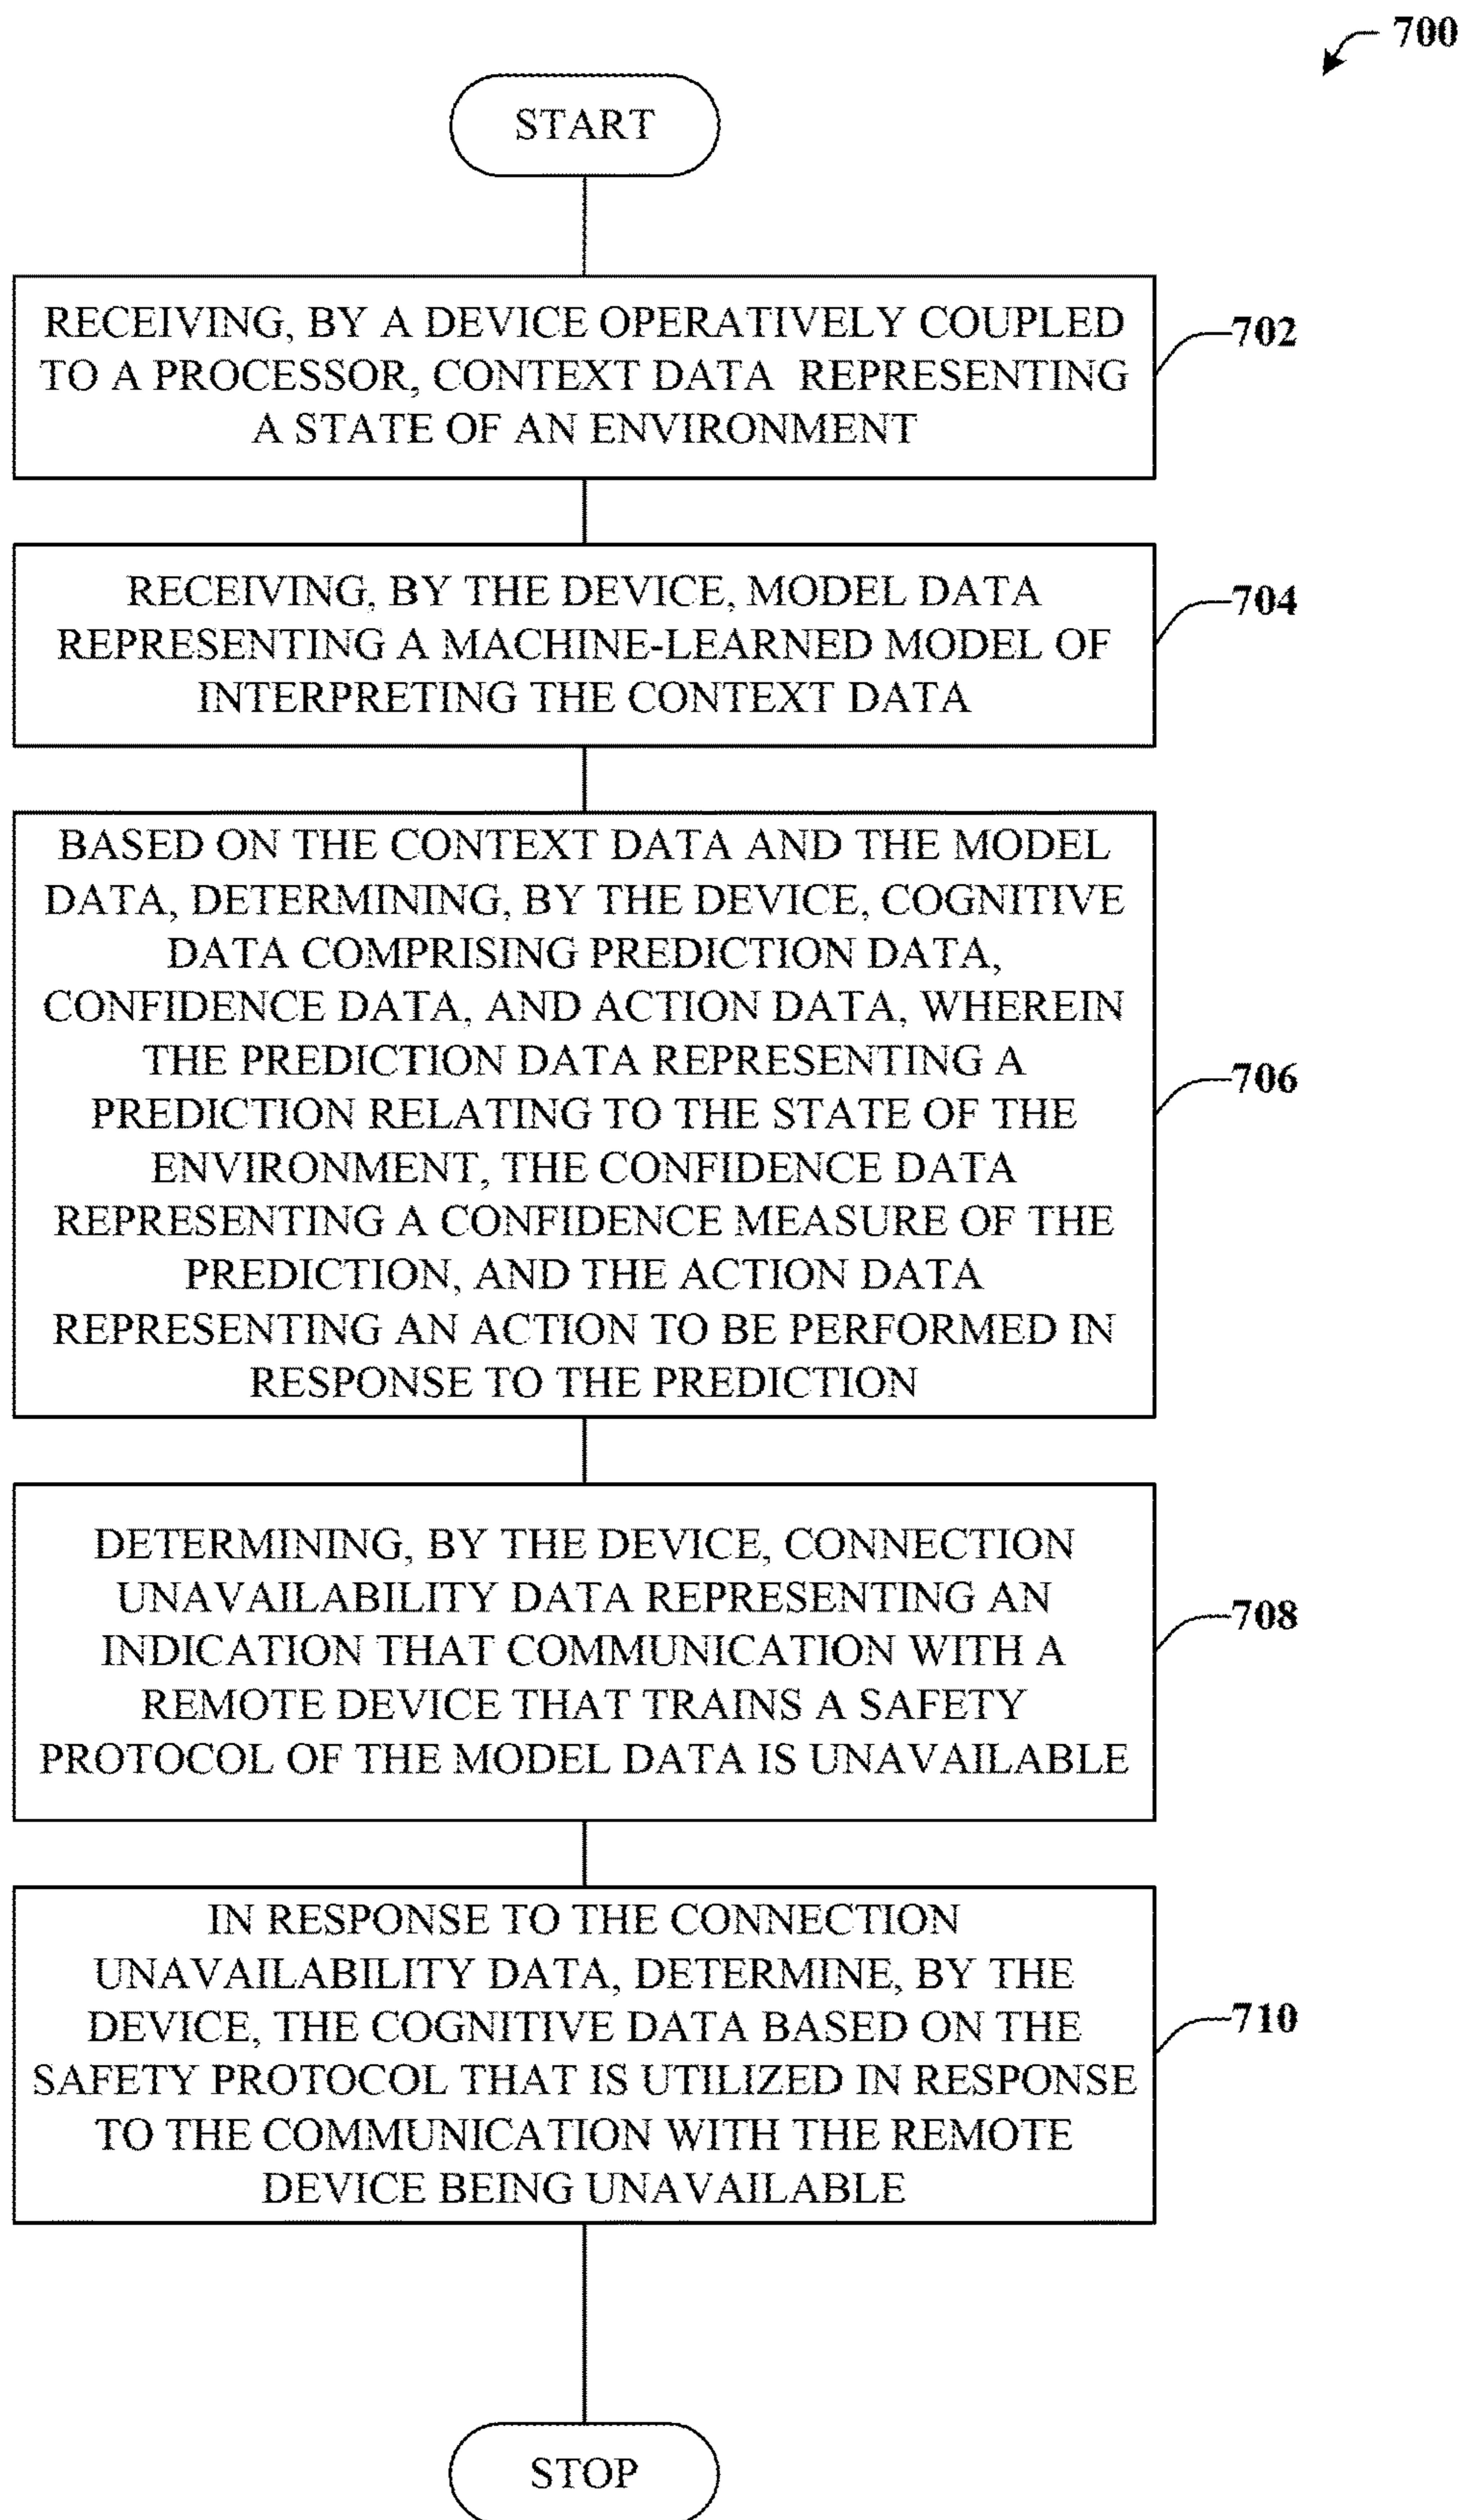 700
START
RECEIVING, BY A DEVICE OPERATIVELY COUPLED
TO A PROCESSOR, CONTEXT DATA REPRESENTING
A STATE OF AN ENVIRONMENT
702
RECEIVING, BY THE DEVICE, MODEL DATA
REPRESENTING A MACHINE-LEARNED MODEL OF
INTERPRETING THE CONTEXT DATA
704
BASED ON THE CONTEXT DATA AND THE MODEL
DATA, DETERMINING, BY THE DEVICE, COGNITIVE
DATA COMPRISING PREDICTION DATA,
CONFIDENCE DATA, AND ACTION DATA, WHEREIN
THE PREDICTION DATA REPRESENTING A
PREDICTION RELATING TO THE STATE OF THE
ENVIRONMENT, THE CONFIDENCE DATA
REPRESENTING A CONFIDENCE MEASURE OF THE
PREDICTION, AND THE ACTION DATA
REPRESENTING AN ACTION TO BE PERFORMED IN
RESPONSE TO THE PREDICTION
706
DETERMINING, BY THE DEVICE, CONNECTION
UNAVAILABILITY DATA REPRESENTING AN
INDICATION THAT COMMUNICATION WITH A
REMOTE DEVICE THAT TRAINS A SAFETY
PROTOCOL OF THE MODEL DATA IS UNAVAILABLE
708
IN RESPONSE TO THE CONNECTION
UNAVAILABILITY DATA, DETERMINE, BY THE
DEVICE, THE COGNITIVE DATA BASED ON THE
SAFETY PROTOCOL THAT IS UTILIZED IN RESPONSE
TO THE COMMUNICATION WITH THE REMOTE
DEVICE BEING UNAVAILABLE
710
STOP